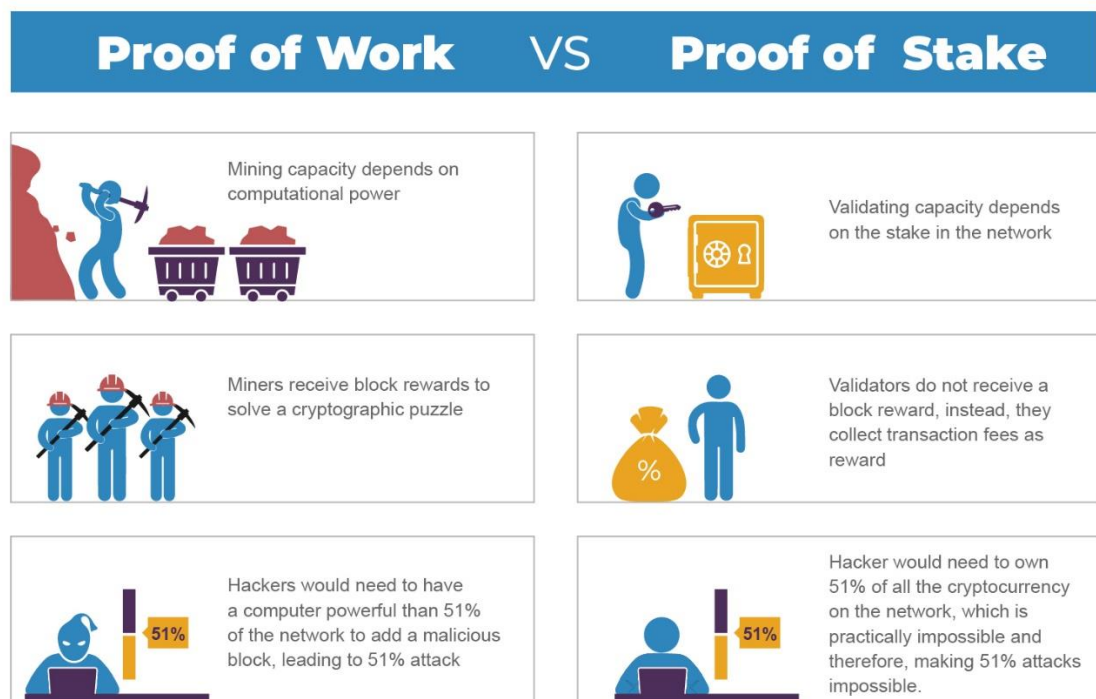 Proof of Work VS Proof of Stake
Mining capacity depends on
computational power
Validating capacity depends
on the stake in the network
Miners receive block rewards to
solve a cryptographic puzzle
Validators do not receive a
block reward, instead, they
collect transaction fees as
reward
%
Hackers would need to have
a computer powerful than 51%
of the network to add a malicious
block, leading to 51% attack
51%
Hacker would need to own
51% of all the cryptocurrency
on the network, which is
practically impossible and
therefore, making 51% attacks
impossible.
51%